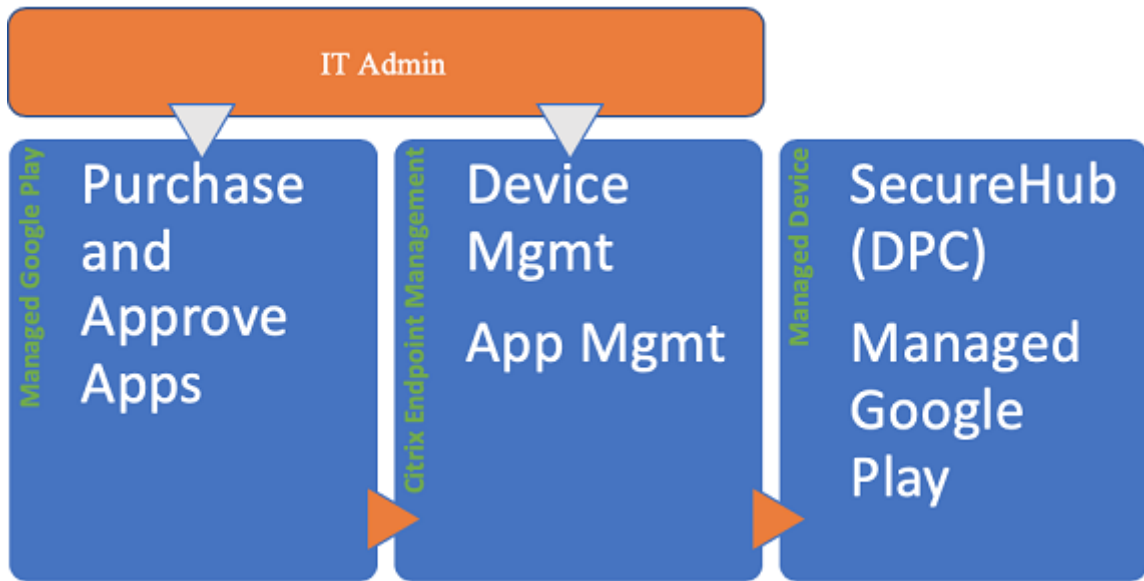 IT Admin
Managed Google Play
Purchase
and
Approve
Apps
Citrix Endpoint Management
Device
Mgmt
App Mgmt
Managed Device
SecureHub
(DPC)
Managed
Google
Play